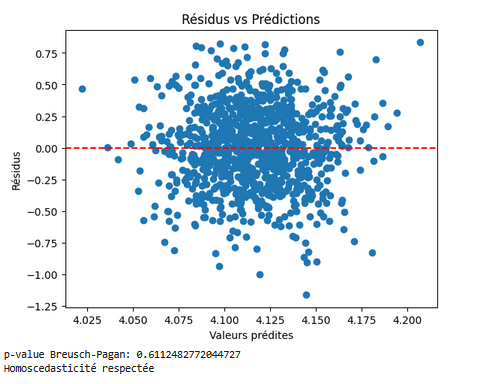 Résidus vs Prédictions
Résidus
0.75
0.50
0.25
0.00
−0.25
−0.50
−0.75
−1.00
−1.25
4.025 4.050 4.075 4.100 4.125 4.150 4.175 4.200
Valeurs prédites
p-value Breusch-Pagan: 0.6112482772044727
Homoscedasticité respectée